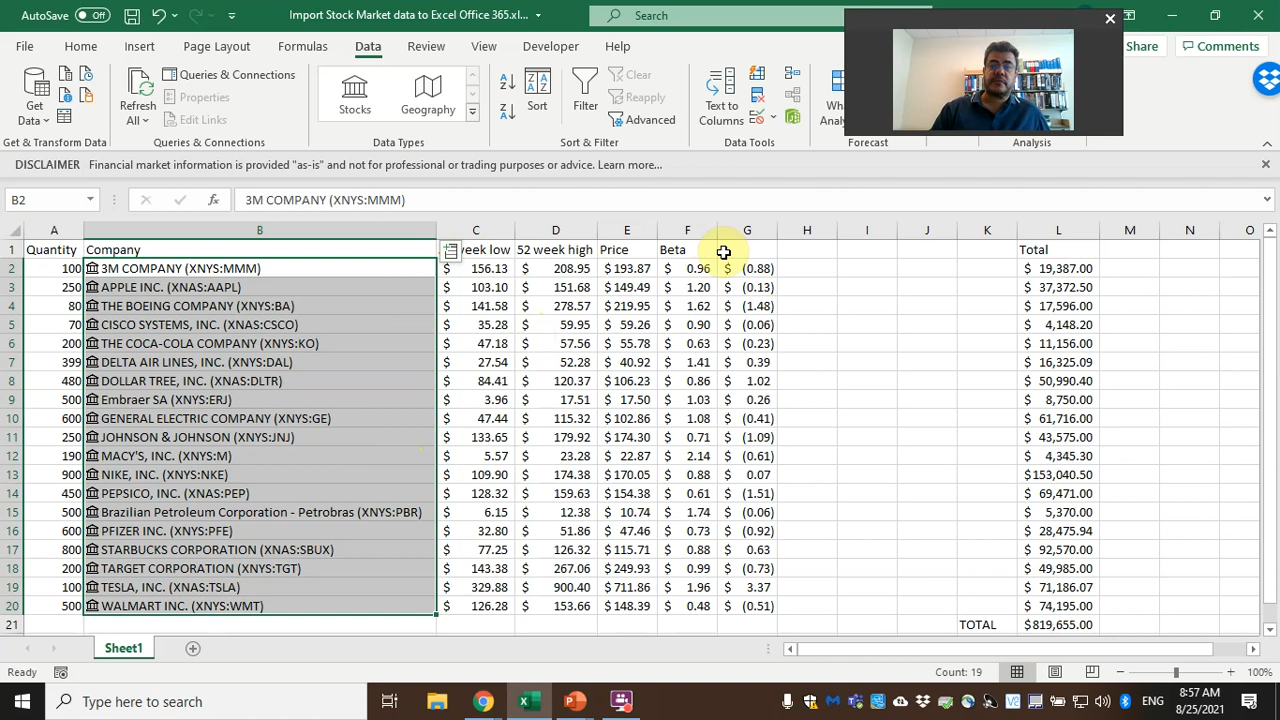 AutoSave Off Import Stock Market data to Excel Office 365.xl... Search
File Home Insert Page Layout Formulas Data Review View Developer Help Share Comments
Get Data Refresh All Queries & Connections Properties Edit Links Stocks Geography Sort Filter Clear Reapply Advanced Text to Columns
Get & Transform Data Queries & Connections Data Types Sort & Filter Data Tools Forecast Analysis
DISCLAIMER Financial market information is provided "as-is" and not for professional or trading purposes or advice. Learn more...
B2 fx 3M COMPANY (XNYS:MMM)
A B C D E F G H I J K L M N O
1 Quantity Company week low 52 week high Price Beta Total
2 100 3M COMPANY (XNYS:MMM) $ 156.13 $ 208.95 $ 193.87 $ 0.96 $ (0.88) $ 19,387.00
3 250 APPLE INC. (XNAS:AAPL) $ 103.10 $ 151.68 $ 149.49 $ 1.20 $ (0.13) $ 37,372.50
4 80 THE BOEING COMPANY (XNYS:BA) $ 141.58 $ 278.57 $ 219.95 $ 1.62 $ (1.48) $ 17,596.00
5 70 CISCO SYSTEMS, INC. (XNAS:CSCO) $ 35.28 $ 59.95 $ 59.26 $ 0.90 $ (0.06) $ 4,148.20
6 200 THE COCA-COLA COMPANY (XNYS:KO) $ 47.18 $ 57.56 $ 55.78 $ 0.63 $ (0.23) $ 11,156.00
7 399 DELTA AIR LINES, INC. (XNYS:DAL) $ 27.54 $ 52.28 $ 40.92 $ 1.41 $ 0.39 $ 16,325.09
8 480 DOLLAR TREE, INC. (XNAS:DLTR) $ 84.41 $ 120.37 $ 106.23 $ 0.86 $ 1.02 $ 50,990.40
9 500 Embraer SA (XNYS:ERJ) $ 3.96 $ 17.51 $ 17.50 $ 1.03 $ 0.26 $ 8,750.00
10 600 GENERAL ELECTRIC COMPANY (XNYS:GE) $ 47.44 $ 115.32 $ 102.86 $ 1.08 $ (0.41) $ 61,716.00
11 250 JOHNSON & JOHNSON (XNYS:JNJ) $ 133.65 $ 179.92 $ 174.30 $ 0.71 $ (1.09) $ 43,575.00
12 190 MACY'S, INC. (XNYS:M) $ 5.57 $ 23.28 $ 22.87 $ 2.14 $ (0.61) $ 4,345.30
13 900 NIKE, INC. (XNYS:NKE) $ 109.90 $ 174.38 $ 170.05 $ 0.88 $ 0.07 $153,040.50
14 450 PEPSICO, INC. (XNAS:PEP) $ 128.32 $ 159.63 $ 154.38 $ 0.61 $ (1.51) $ 69,471.00
15 500 Brazilian Petroleum Corporation - Petrobras (XNYS:PBR) $ 6.15 $ 12.38 $ 10.74 $ 1.74 $ (0.06) $ 5,370.00
16 600 PFIZER INC. (XNYS:PFE) $ 32.80 $ 51.86 $ 47.46 $ 0.73 $ (0.92) $ 28,475.94
17 800 STARBUCKS CORPORATION (XNAS:SBUX) $ 77.25 $ 126.32 $ 115.71 $ 0.88 $ 0.63 $ 92,570.00
18 200 TARGET CORPORATION (XNYS:TGT) $ 143.38 $ 267.06 $ 249.93 $ 0.99 $ (0.73) $ 49,985.00
19 100 TESLA, INC. (XNAS:TSLA) $ 329.88 $ 900.40 $ 711.86 $ 1.96 $ 3.37 $ 71,186.07
20 500 WALMART INC. (XNYS:WMT) $ 126.28 $ 153.66 $ 148.39 $ 0.48 $ (0.51) $ 74,195.00
21 TOTAL $819,655.00
Sheet1
Ready Count: 19 100%
Type here to search ENG 8:57 AM
8/25/2021